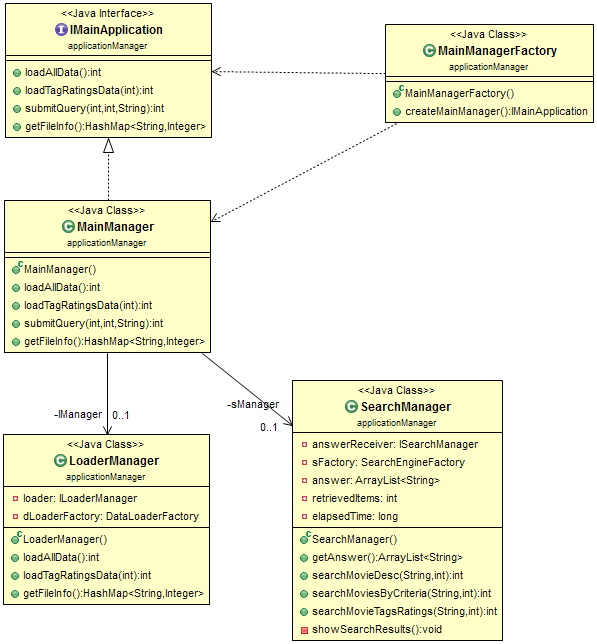 <<Java Interface>>
I IMainApplication
applicationManager
loadAllData():int
loadTagRatingsData(int):int
submitQuery(int,int,String):int
getFileInfo():HashMap<String,Integer>
<<Java Class>>
C MainManagerFactory
applicationManager
c MainManagerFactory()
createMainManager():IMainApplication
<<Java Class>>
C MainManager
applicationManager
c MainManager()
loadAllData():int
loadTagRatingsData(int):int
submitQuery(int,int,String):int
getFileInfo():HashMap<String,Integer>
-lManager
0..1
-sManager
0..1
<<Java Class>>
C LoaderManager
applicationManager
loader: ILoaderManager
dLoaderFactory: DataLoaderFactory
c LoaderManager()
loadAllData():int
loadTagRatingsData(int):int
getFileInfo():HashMap<String,Integer>
<<Java Class>>
C SearchManager
applicationManager
answerReceiver: ISearchManager
sFactory: SearchEngineFactory
answer: ArrayList<String>
retrievedItems: int
elapsedTime: long
c SearchManager()
getAnswer():ArrayList<String>
searchMovieDesc(String,int):int
searchMoviesByCriteria(String,int):int
searchMovieTagsRatings(String,int):int
showSearchResults():void